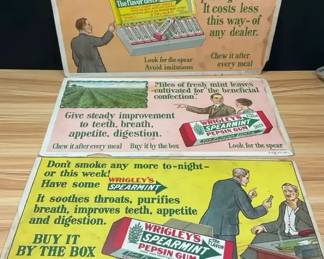 The flavor lasts
It costs less
this way - of any
dealer.
Look for the spear
Avoid imitations
Chew it after
every meal
Miles of fresh mint leaves
cultivated for the beneficial
confection.
Give steady improvement
to teeth, breath,
appetite, digestion.
WRIGLEY'S
SPEARMINT
PEPSIN GUM
Chew it after every meal
Buy it by the box
Look for the spear
Don't smoke any more to-night-
or this week!
Have some WRIGLEY'S SPEARMINT
It soothes throats, purifies
breath, improves teeth, appetite
and digestion.
BUY IT
BY THE BOX
WRIGLEY'S
SPEARMINT
PEPSIN GUM